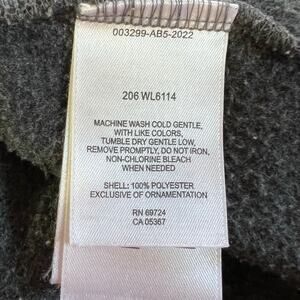 003299-AB5-2022
206 WL6114
MACHINE WASH COLD GENTLE,
WITH LIKE COLORS,
TUMBLE DRY GENTLE LOW,
REMOVE PROMPTLY, DO NOT IRON,
NON-CHLORINE BLEACH
WHEN NEEDED
SHELL: 100% POLYESTER
EXCLUSIVE OF ORNAMENTATION
RN 69724
CA 05367